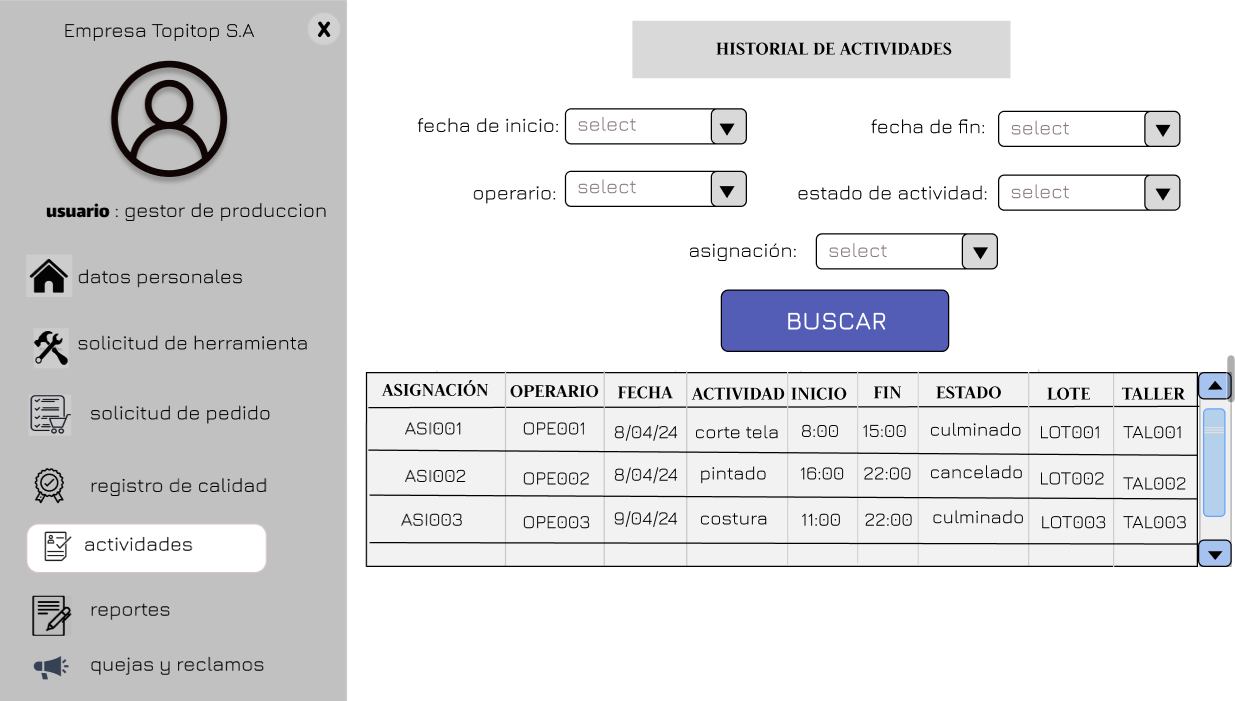 Empresa Topitop S.A
X
usuario : gestor de produccion
datos personales
solicitud de herramienta
solicitud de pedido
registro de calidad
actividades
reportes
quejas y reclamos
HISTORIAL DE ACTIVIDADES
fecha de inicio: select
fecha de fin: select
operario: select
estado de actividad: select
asignación: select
BUSCAR
ASIGNACIÓN OPERARIO FECHA ACTIVIDAD INICIO FIN ESTADO LOTE TALLER
ASI001 OPE001 8/04/24 corte tela 8:00 15:00 culminado LOT001 TAL001
ASI002 OPE002 8/04/24 pintado 16:00 22:00 cancelado LOT002 TAL002
ASI003 OPE003 9/04/24 costura 11:00 22:00 culminado LOT003 TAL003